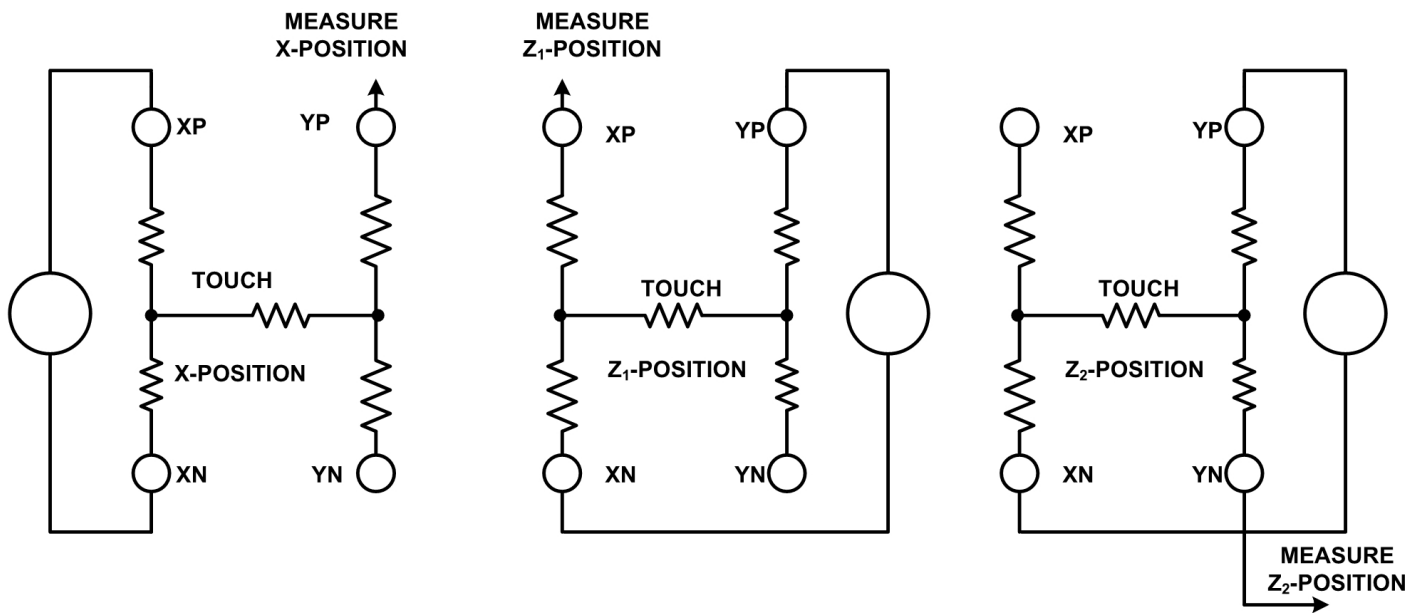 MEASURE
X-POSITION
XP
YP
TOUCH
X-POSITION
XN
YN
MEASURE
Z₁-POSITION
XP
YP
TOUCH
Z₁-POSITION
XN
YN
XP
YP
TOUCH
Z₂-POSITION
XN
YN
MEASURE
Z₂-POSITION